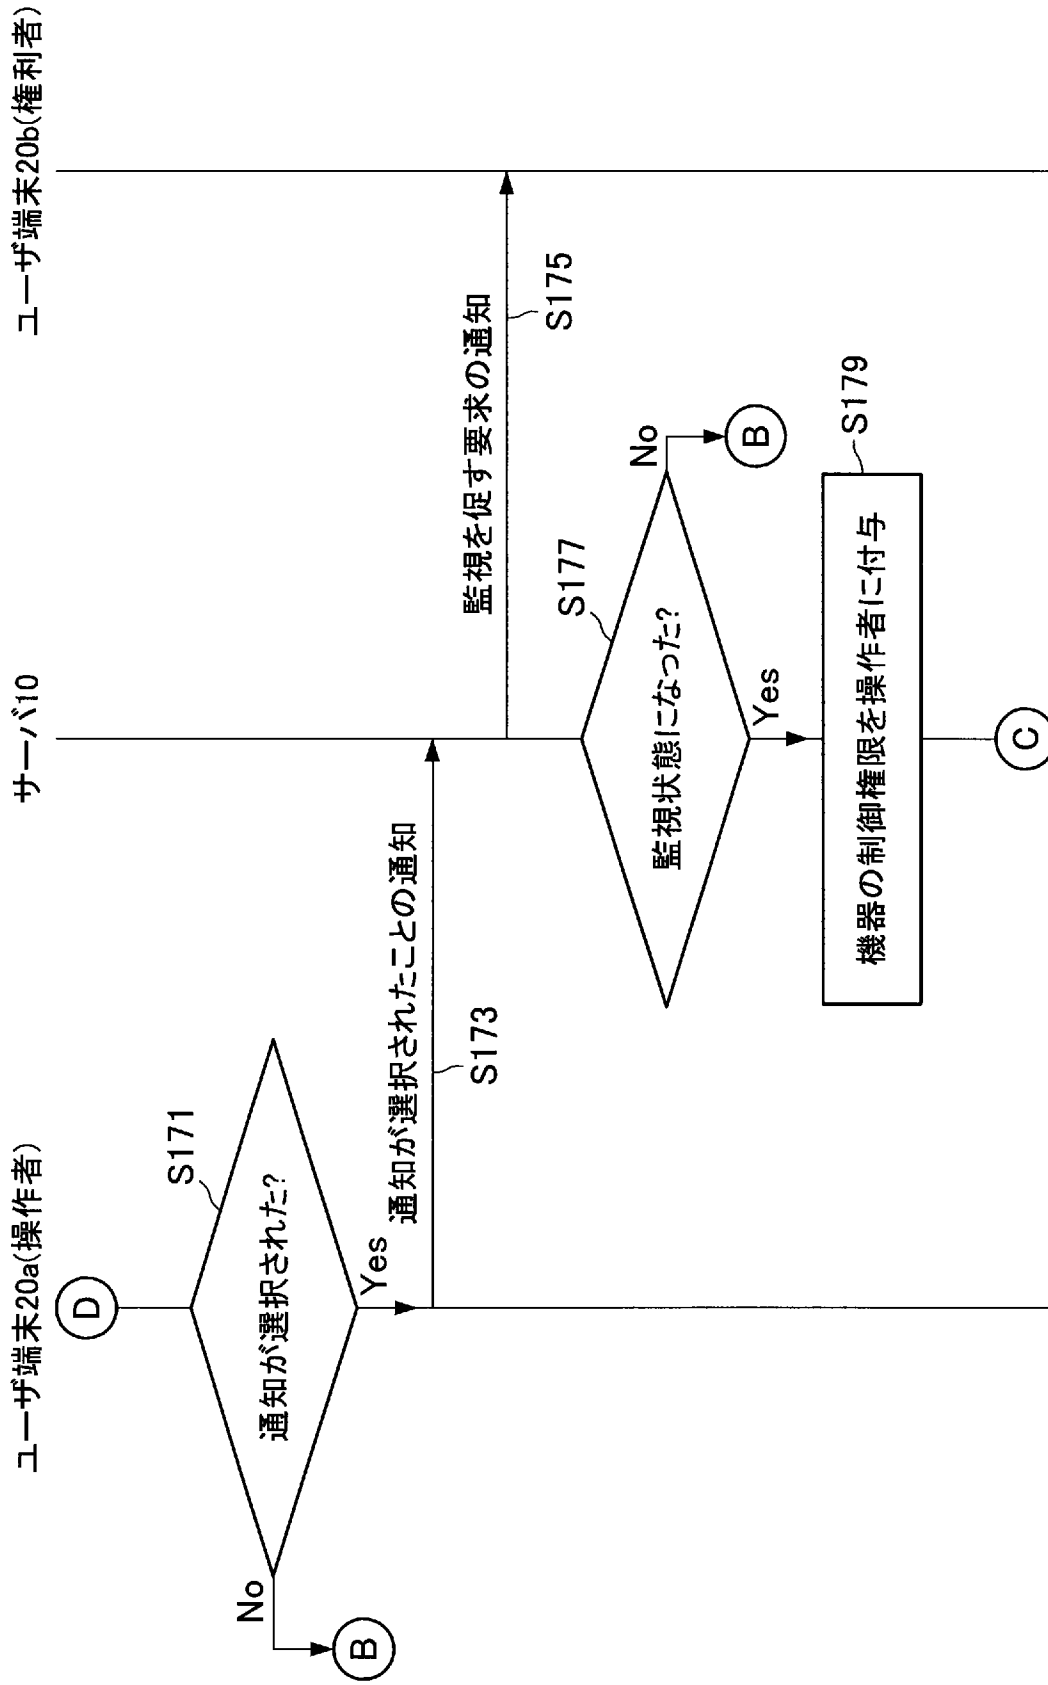 ユーザ端末20a(操作者)
サーバ10
ユーザ端末20b(権利者)
D
S171
通知が選択された?
No
B
Yes
通知が選択されたことの通知
S173
監視を促す要求の通知
S175
S177
監視状態になった?
No
B
Yes
S179
機器の制御権限を操作者に付与
C